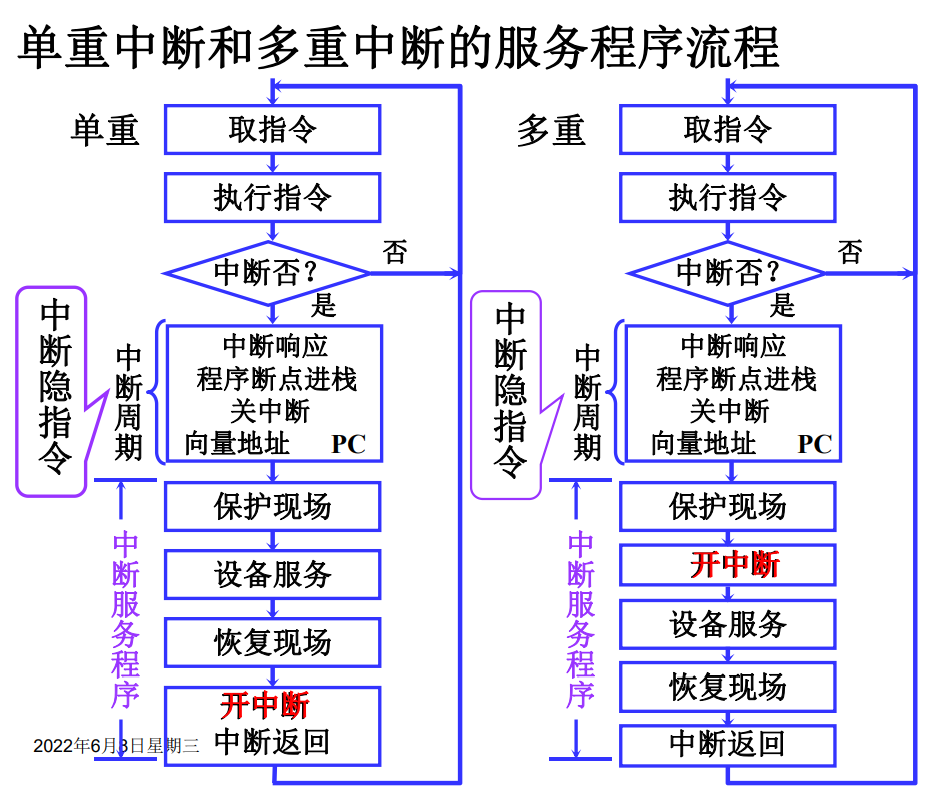 单重中断和多重中断的服务程序流程
单重
取指令
执行指令
中断否？
否
是
中断隐指令
中断周期
中断响应
程序断点进栈
关中断
向量地址 PC
中断服务程序
保护现场
设备服务
恢复现场
开中断
中断返回
多重
取指令
执行指令
中断否？
否
是
中断隐指令
中断周期
中断响应
程序断点进栈
关中断
向量地址 PC
中断服务程序
保护现场
开中断
设备服务
恢复现场
中断返回
2022年6月8日星期三